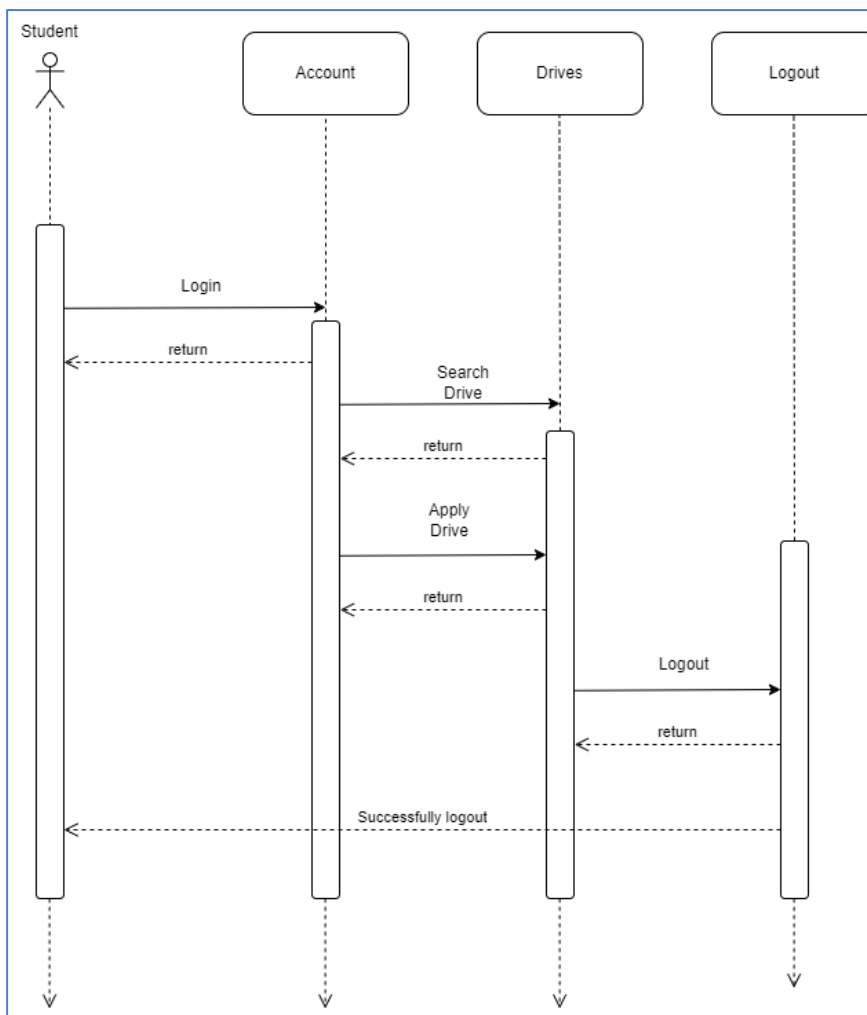 Student
Account
Drives
Logout
Login
return
Search
Drive
return
Apply
Drive
return
Logout
return
Successfully logout